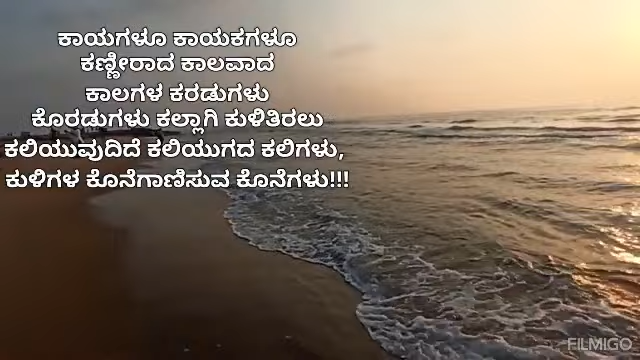 ಕಾಯಗಳೂ ಕಾಯಕಗಳೂ
ಕಣ್ಣೀರಾದ ಕಾಲವಾದ
ಕಾಲಗಳ ಕರಡುಗಳು
ಕೊರಡುಗಳು ಕಲ್ಲಾಗಿ ಕುಳಿತಿರಲು
ಕಲಿಯುವುದಿದೆ ಕಲಿಯುಗದ ಕಲಿಗಳು,
ಕುಳಿಗಳ ಕೊನೆಗಾಣಿಸುವ ಕೊನೆಗಳು!!!
FILMIGO